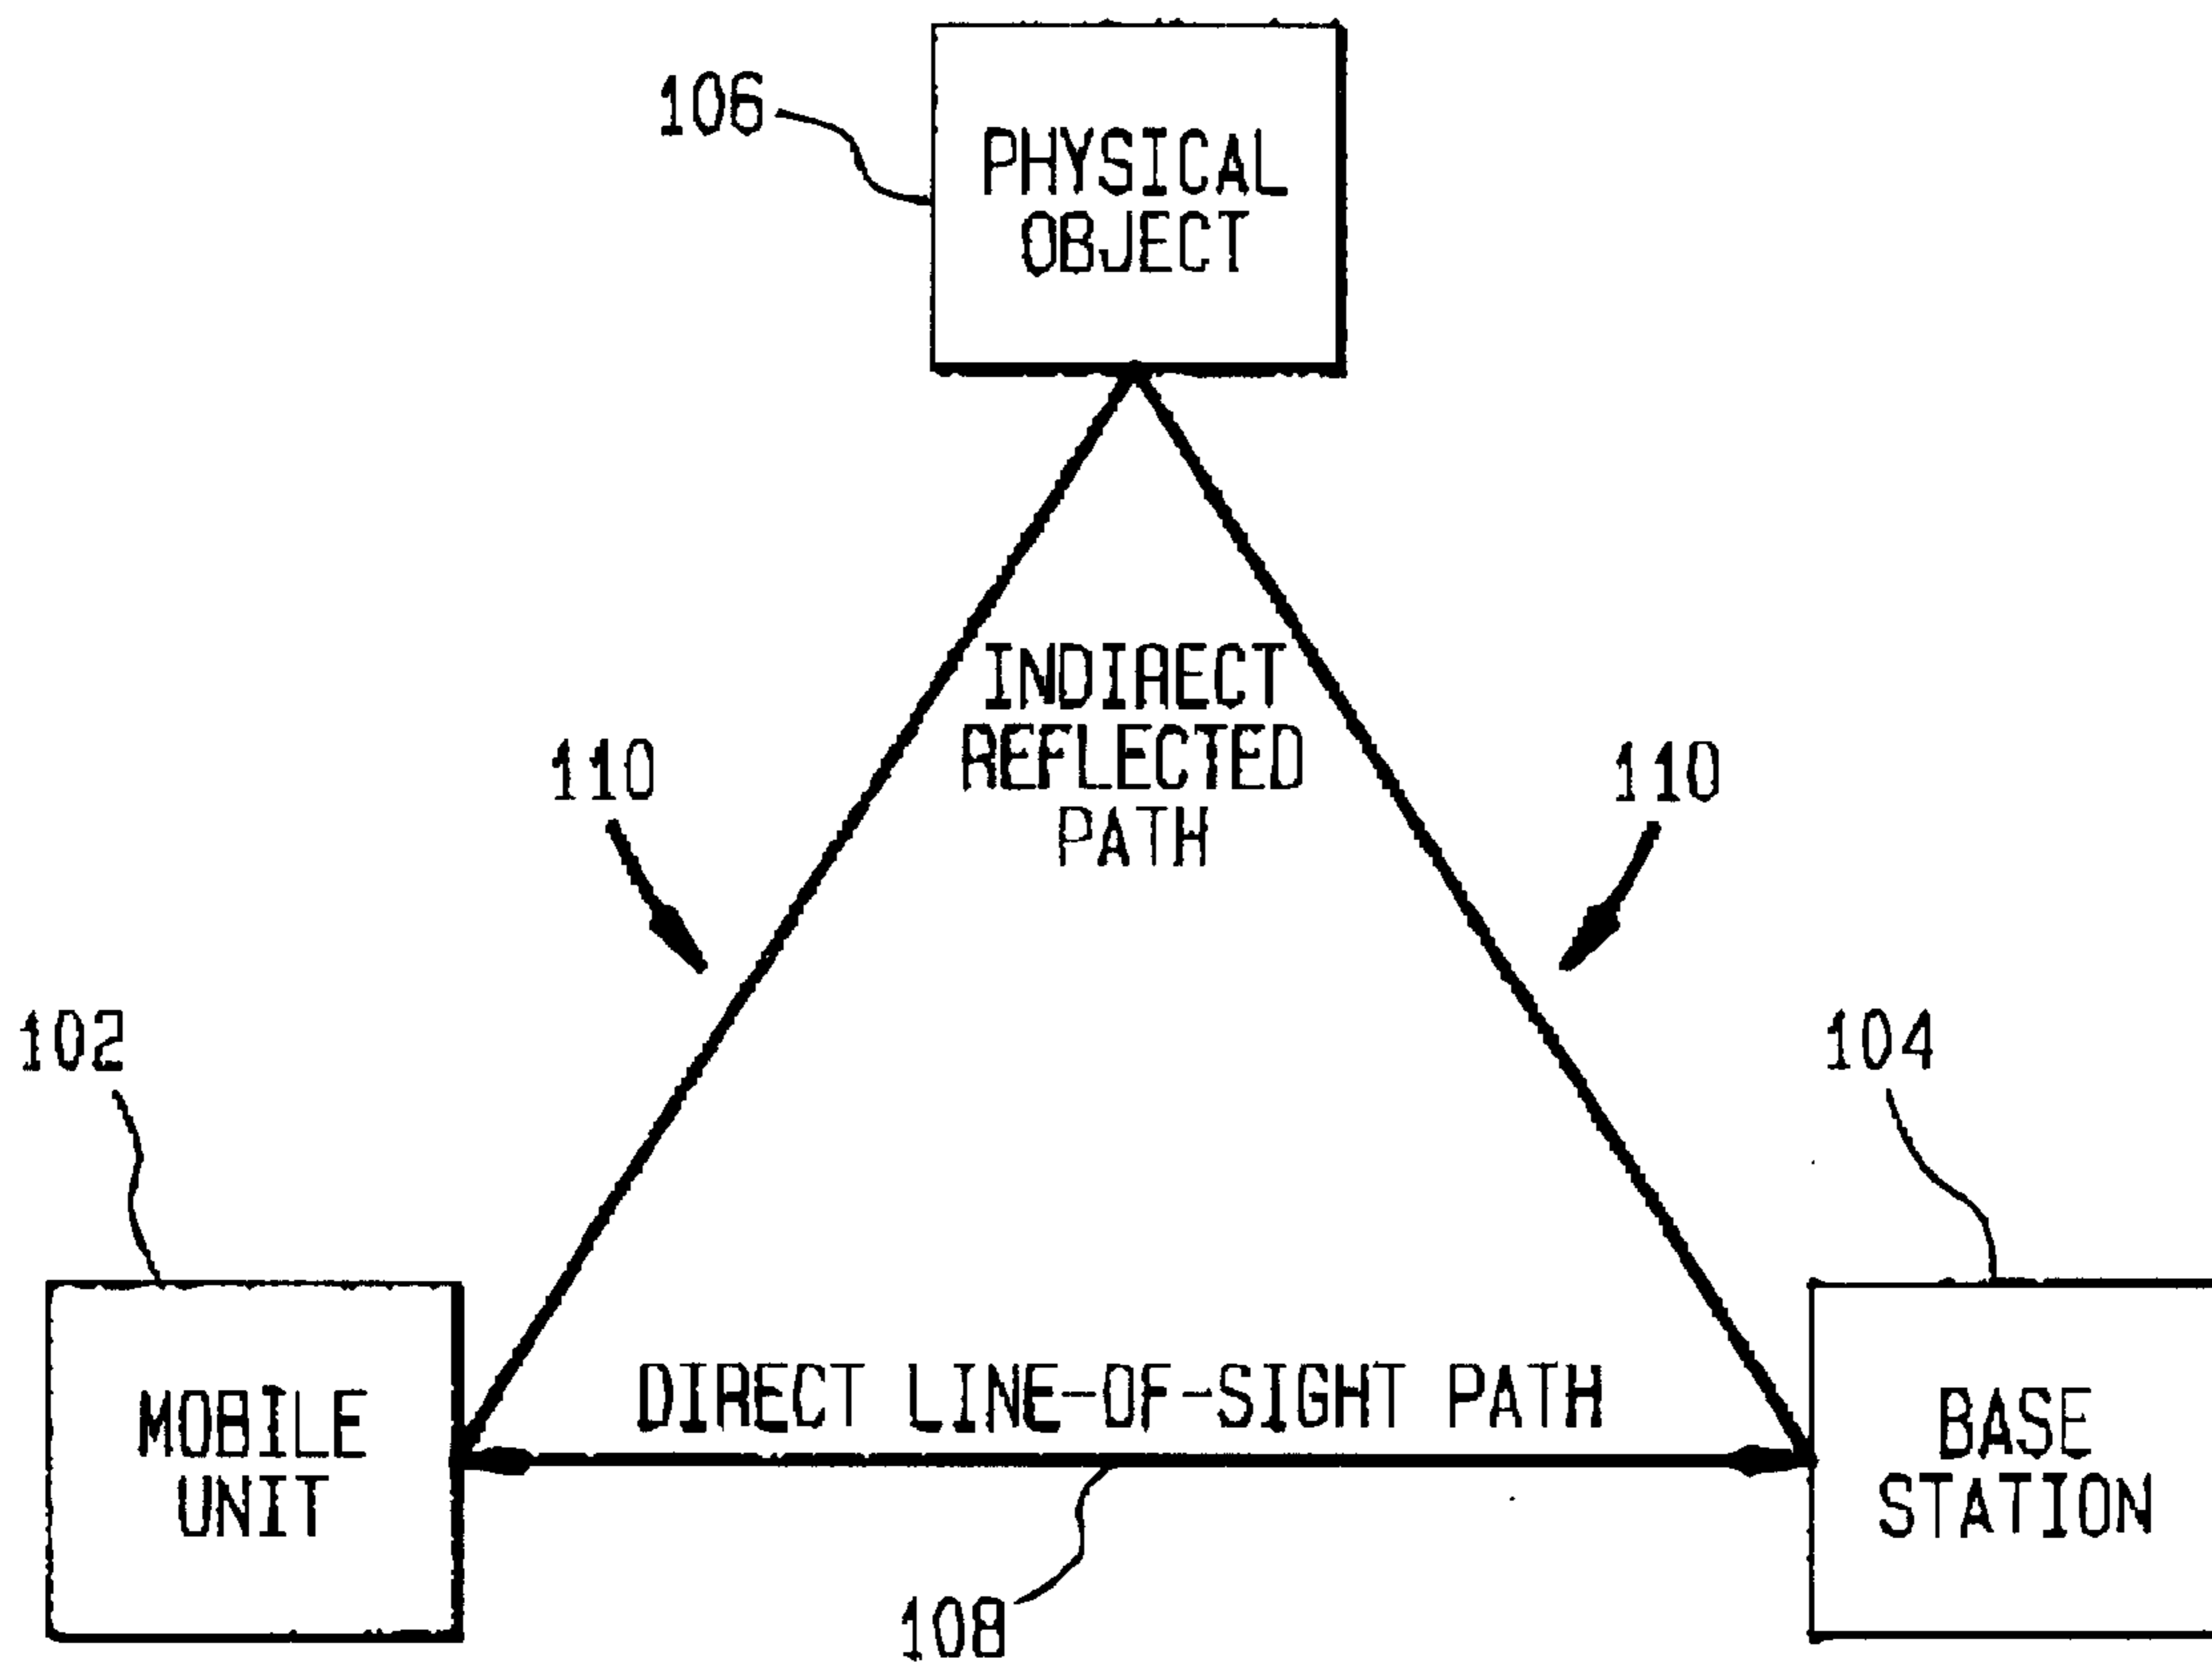 106
PHYSICAL
OBJECT
INDIRECT
REFLECTED
PATH
110
110
102
104
DIRECT LINE-OF-SIGHT PATH
MOBILE
UNIT
BASE
STATION
108